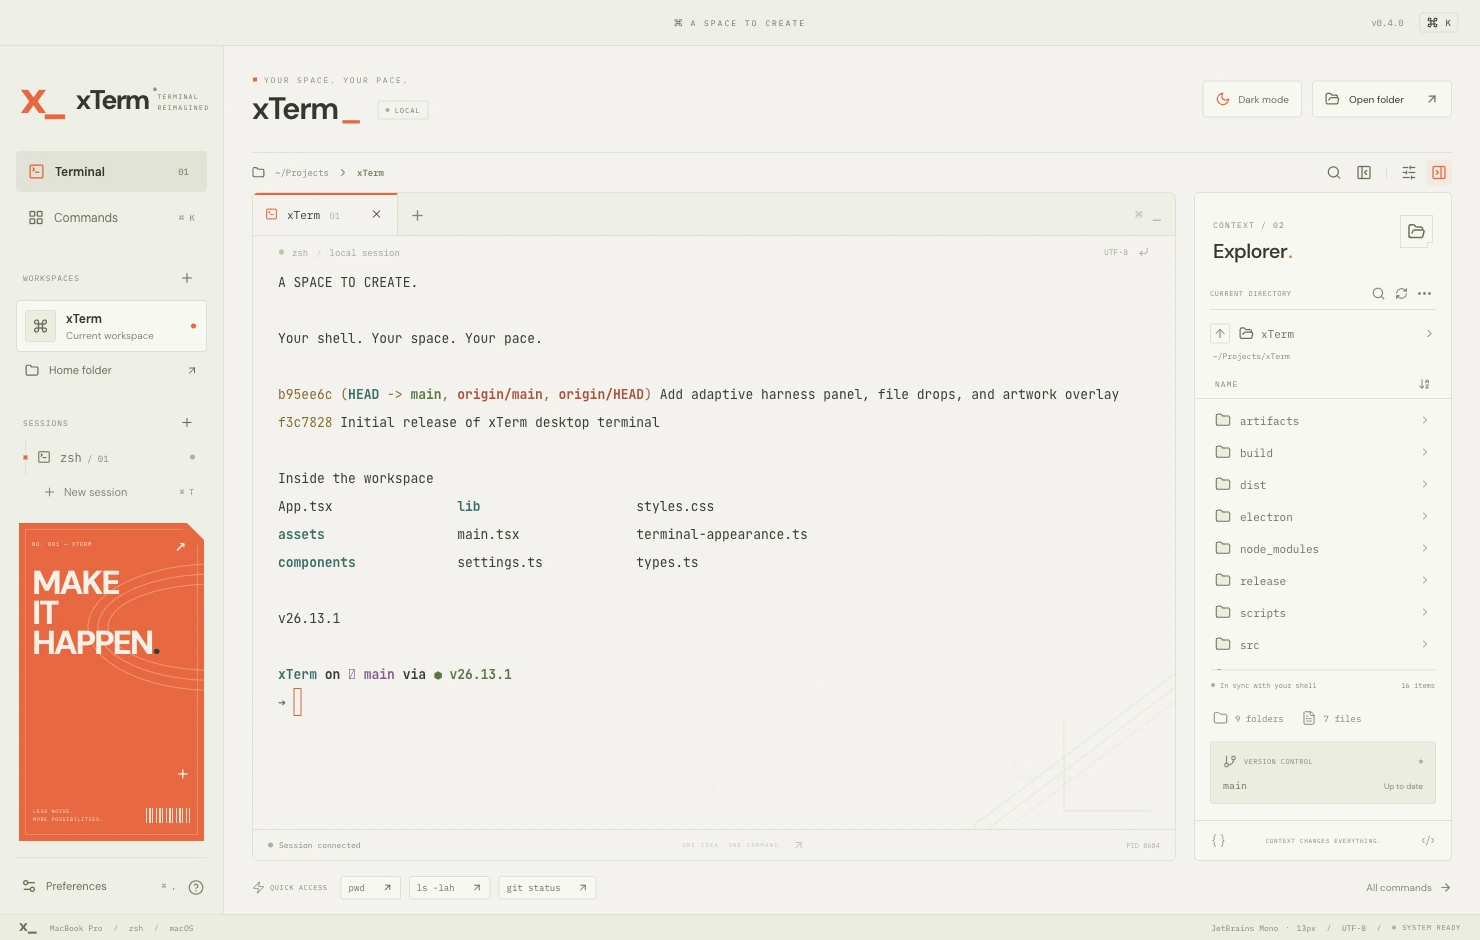 ⌘ A SPACE TO CREATE
v0.4.0
⌘ K
x_ xTerm
TERMINAL
REIMAGINED
Terminal 01
Commands ⌘ K
WORKSPACES
xTerm
Current workspace
Home folder
SESSIONS
zsh / 01
New session ⌘ T
NO. 001 — XTERM
MAKE
IT
HAPPEN.
LESS NOISE.
MORE POSSIBILITIES.
Preferences ⌘ ,
YOUR SPACE. YOUR PACE.
xTerm_
LOCAL
Dark mode
Open folder
~/Projects > xTerm
xTerm 01
⌘ _
zsh / local session
UTF-8
A SPACE TO CREATE.
Your shell. Your space. Your pace.
b95ee6c (HEAD -> main, origin/main, origin/HEAD) Add adaptive harness panel, file drops, and artwork overlay
f3c7828 Initial release of xTerm desktop terminal
Inside the workspace
App.tsx lib styles.css
assets main.tsx terminal-appearance.ts
components settings.ts types.ts
v26.13.1
xTerm on main via ⬢ v26.13.1
➜
Session connected
ONE IDEA. ONE COMMAND.
PID 8684
QUICK ACCESS
pwd
ls -lah
git status
All commands
CONTEXT / 02
Explorer.
CURRENT DIRECTORY
xTerm
~/Projects/xTerm
NAME
artifacts
build
dist
electron
node_modules
release
scripts
src
In sync with your shell
16 items
9 folders
7 files
VERSION CONTROL
main
Up to date
{ } CONTEXT CHANGES EVERYTHING. </>
x_ MacBook Pro / zsh / macOS
JetBrains Mono · 13px / UTF-8 / SYSTEM READY